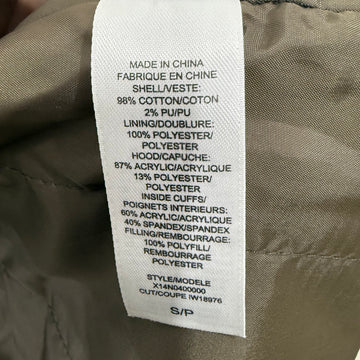 MADE IN CHINA
FABRIQUE EN CHINE
SHELL/VESTE:
98% COTTON/COTON
2% PU/PU
LINING/DOUBLURE:
100% POLYESTER/
POLYESTER
HOOD/CAPUCHE:
87% ACRYLIC/ACRYLIQUE
13% POLYESTER/
POLYESTER
INSIDE CUFFS/
POIGNETS INTERIEURS:
60% ACRYLIC/ACRYLIQUE
40% SPANDEX/SPANDEX
FILLING/REMBOURRAGE:
100% POLYFILL/
REMBOURRAGE
POLYESTER
STYLE/MODELE
X14N0400000
CUT/COUPE IW18976
S/P